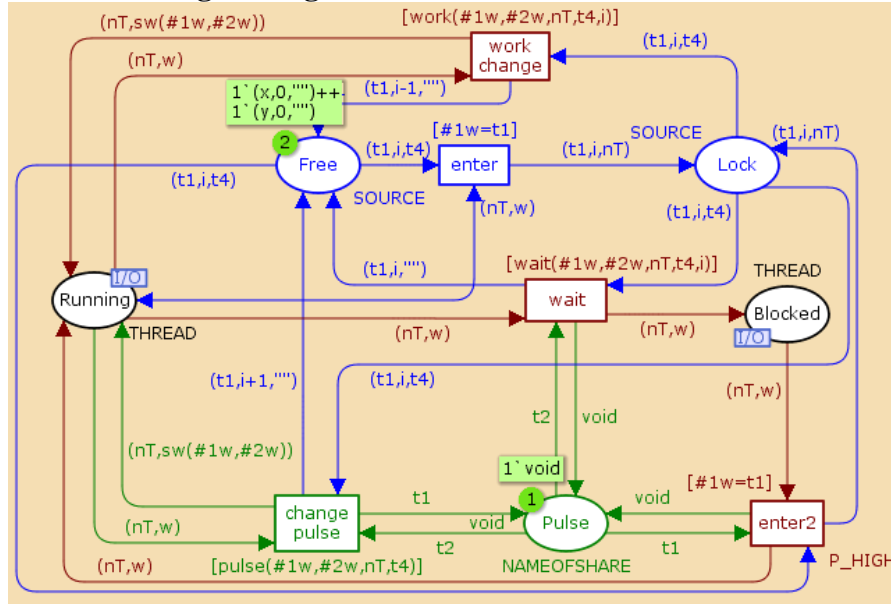 (nT,sw(#1w,#2w))
[work(#1w,#2w,nT,t4,i)]
work
change
(nT,w)
(t1,i,t4)
1`(x,0,"")++
1`(y,0,"")
(t1,i-1,"")
[#1w=t1]
SOURCE
2
Free
(t1,i,t4)
enter
(t1,i,nT)
Lock
(t1,i,nT)
(t1,i,t4)
SOURCE
(nT,w)
(t1,i,t4)
(t1,i,"")
[wait(#1w,#2w,nT,t4,i)]
THREAD
I/O
Running
wait
Blocked
I/O
THREAD
(nT,w)
(nT,w)
(nT,w)
(t1,i+1,"")
(t1,i,t4)
t2
void
(nT,sw(#1w,#2w))
1`void
[#1w=t1]
1
t1
void
change
pulse
Pulse
enter2
(nT,w)
void
t2
t1
(nT,w)
[pulse(#1w,#2w,nT,t4)]
NAMEOFSHARE
P_HIGH